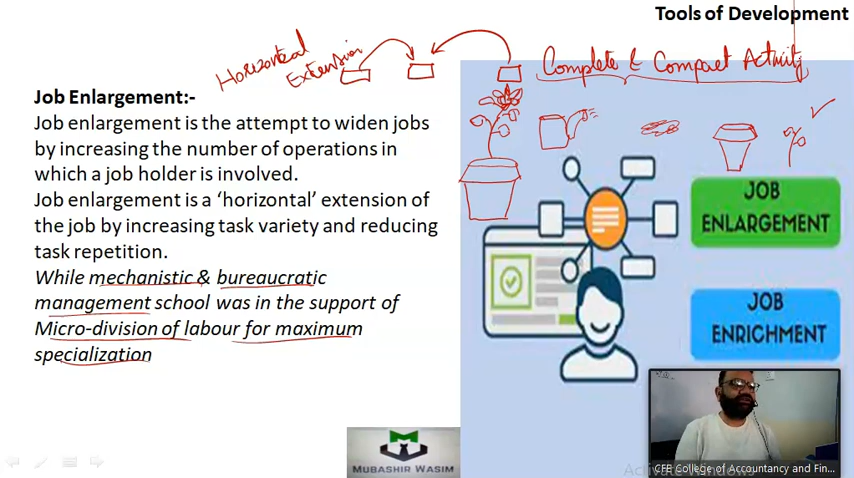 Tools of Development
Horizontal
Extension
Complete & Compact Activity
Job Enlargement:-
Job enlargement is the attempt to widen jobs
by increasing the number of operations in
which a job holder is involved.
Job enlargement is a ‘horizontal’ extension of
the job by increasing task variety and reducing
task repetition.
While mechanistic & bureaucratic
management school was in the support of
Micro-division of labour for maximum
specialization
JOB
ENLARGEMENT
JOB
ENRICHMENT
MUBASHIR WASIM
Activate Windows
CFE College of Accountancy and Fin...